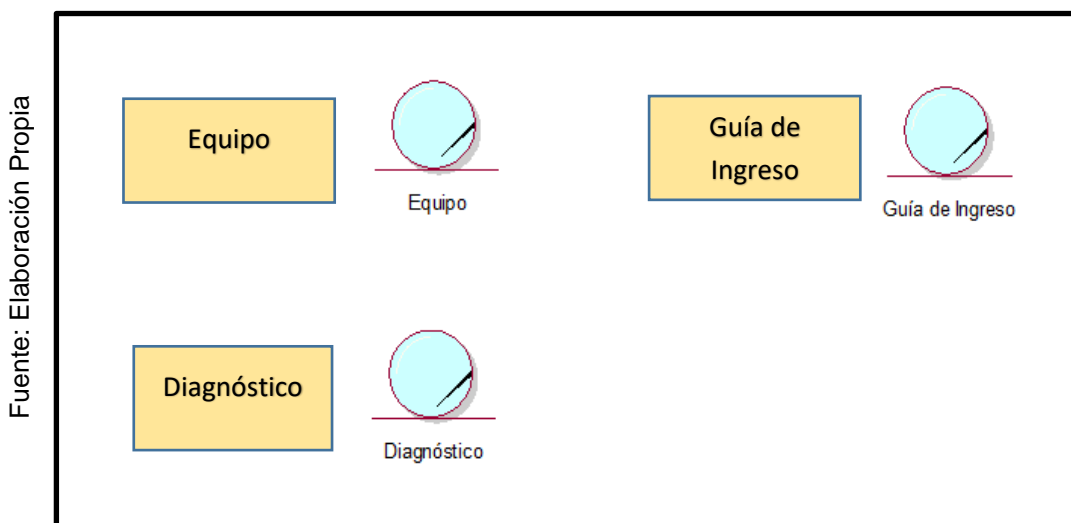 Fuente: Elaboración Propia
Equipo
Equipo
Guía de
Ingreso
Guía de Ingreso
Diagnóstico
Diagnóstico